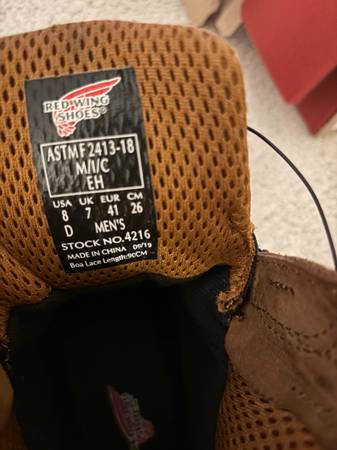 RED WING
SHOES®
ASTM F 2413-18
M/I/C
EH
USA UK EUR CM
8 7 41 26
D MEN'S
STOCK NO.4216
MADE IN CHINA 09/19
Boa Lace Length:90CM